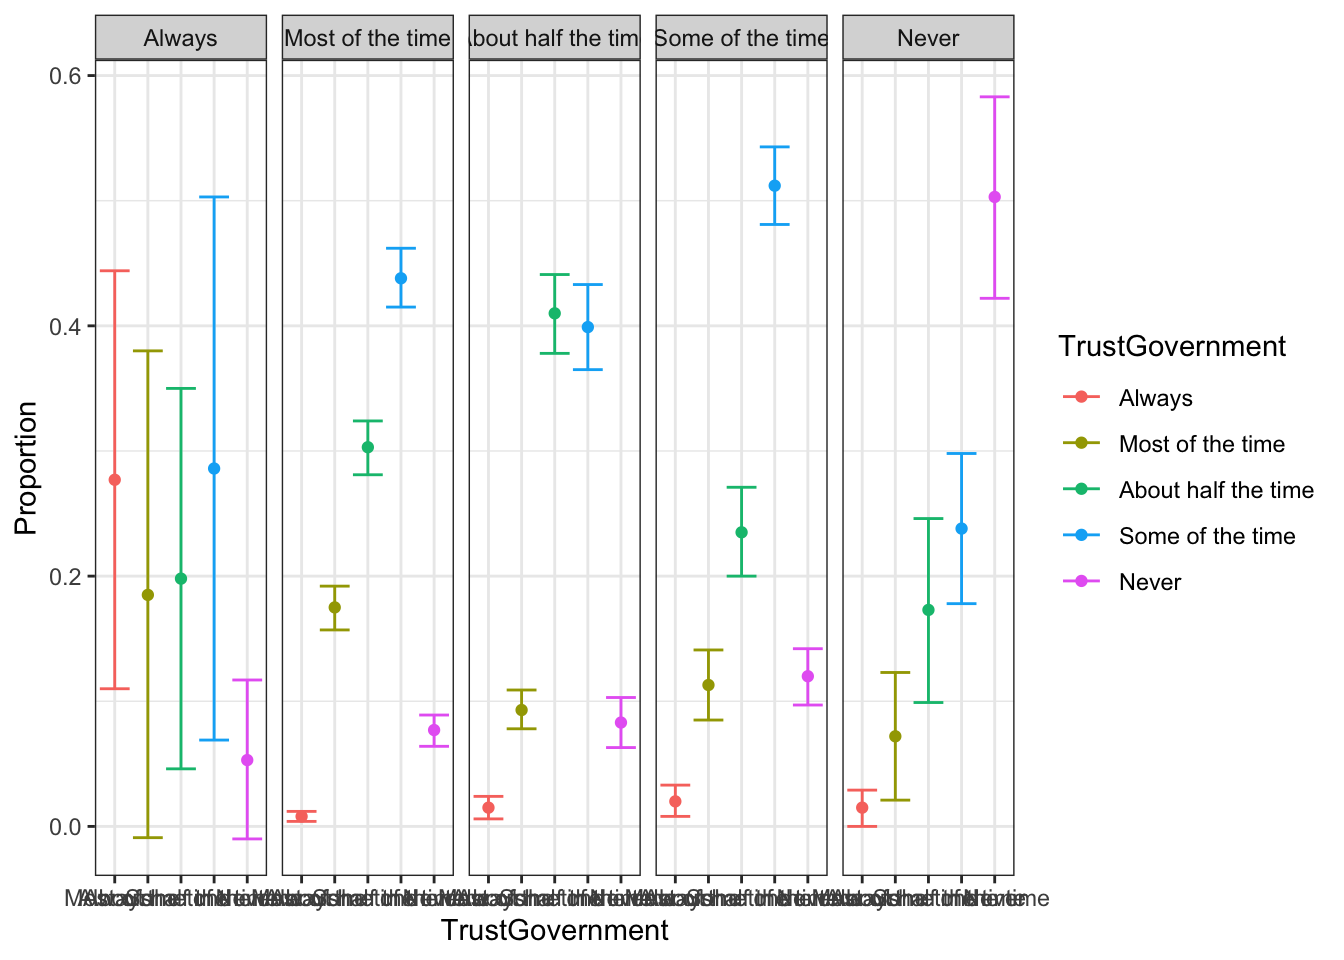 Always
Most of the time
About half the tim
Some of the time
Never
0.6
0.4
0.2
0.0
Proportion
TrustGovernment
TrustGovernment
Always
Most of the time
About half the time
Some of the time
Never